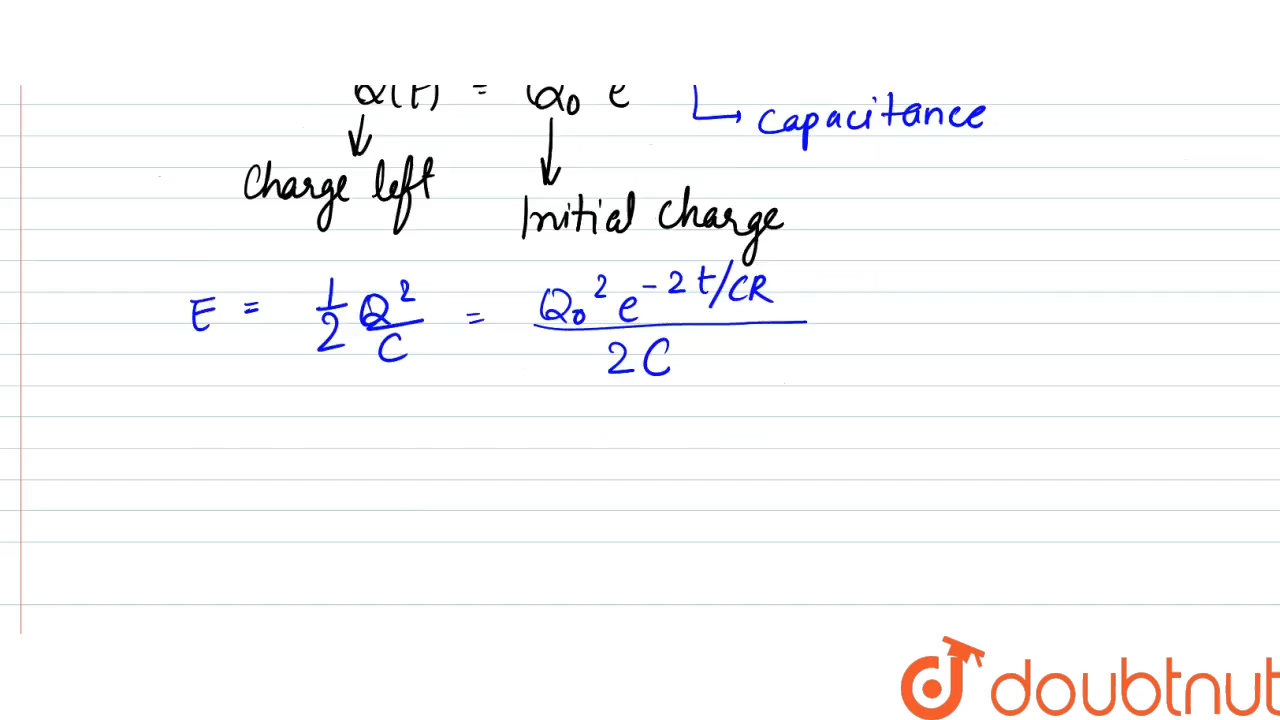 Q(t) = Q₀ e
↳ capacitance
Charge left
Initial charge
E = 1/2 Q²/C = Q₀² e^(-2t/CR) / 2C
doubtnut